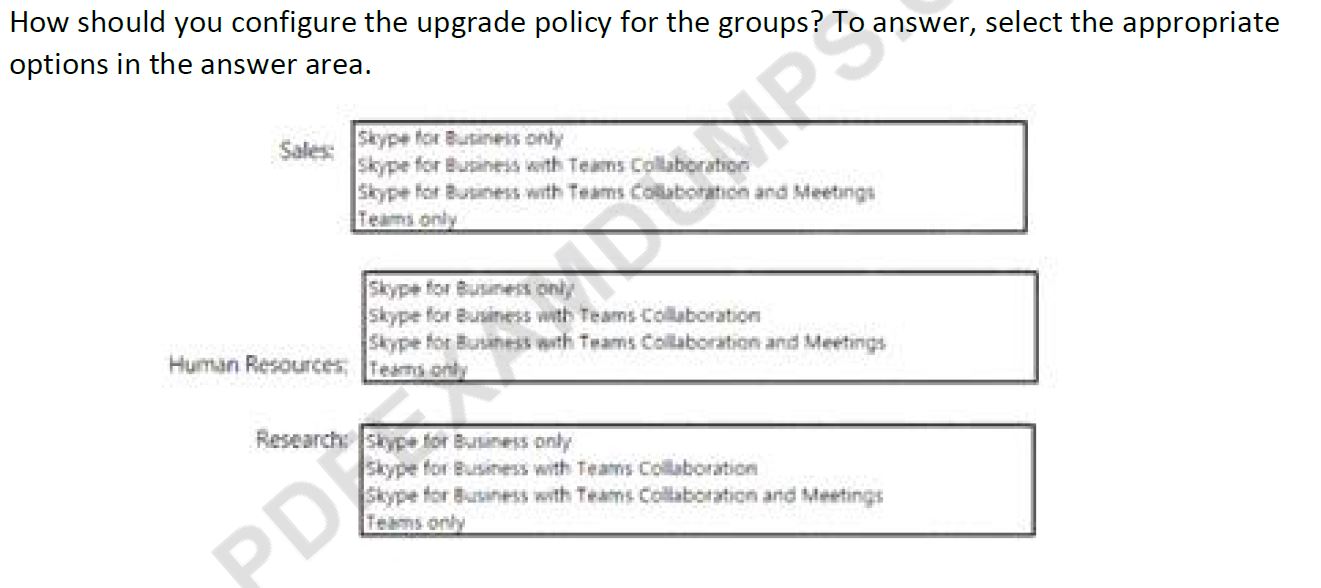 How should you configure the upgrade policy for the groups? To answer, select the appropriate
options in the answer area.
Sales:
Skype for Business only
Skype for Business with Teams Collaboration
Skype for Business with Teams Collaboration and Meetings
Teams only
Human Resources:
Skype for Business only
Skype for Business with Teams Collaboration
Skype for Business with Teams Collaboration and Meetings
Teams only
Research:
Skype for Business only
Skype for Business with Teams Collaboration
Skype for Business with Teams Collaboration and Meetings
Teams only
PDFEXAMDUMPS.